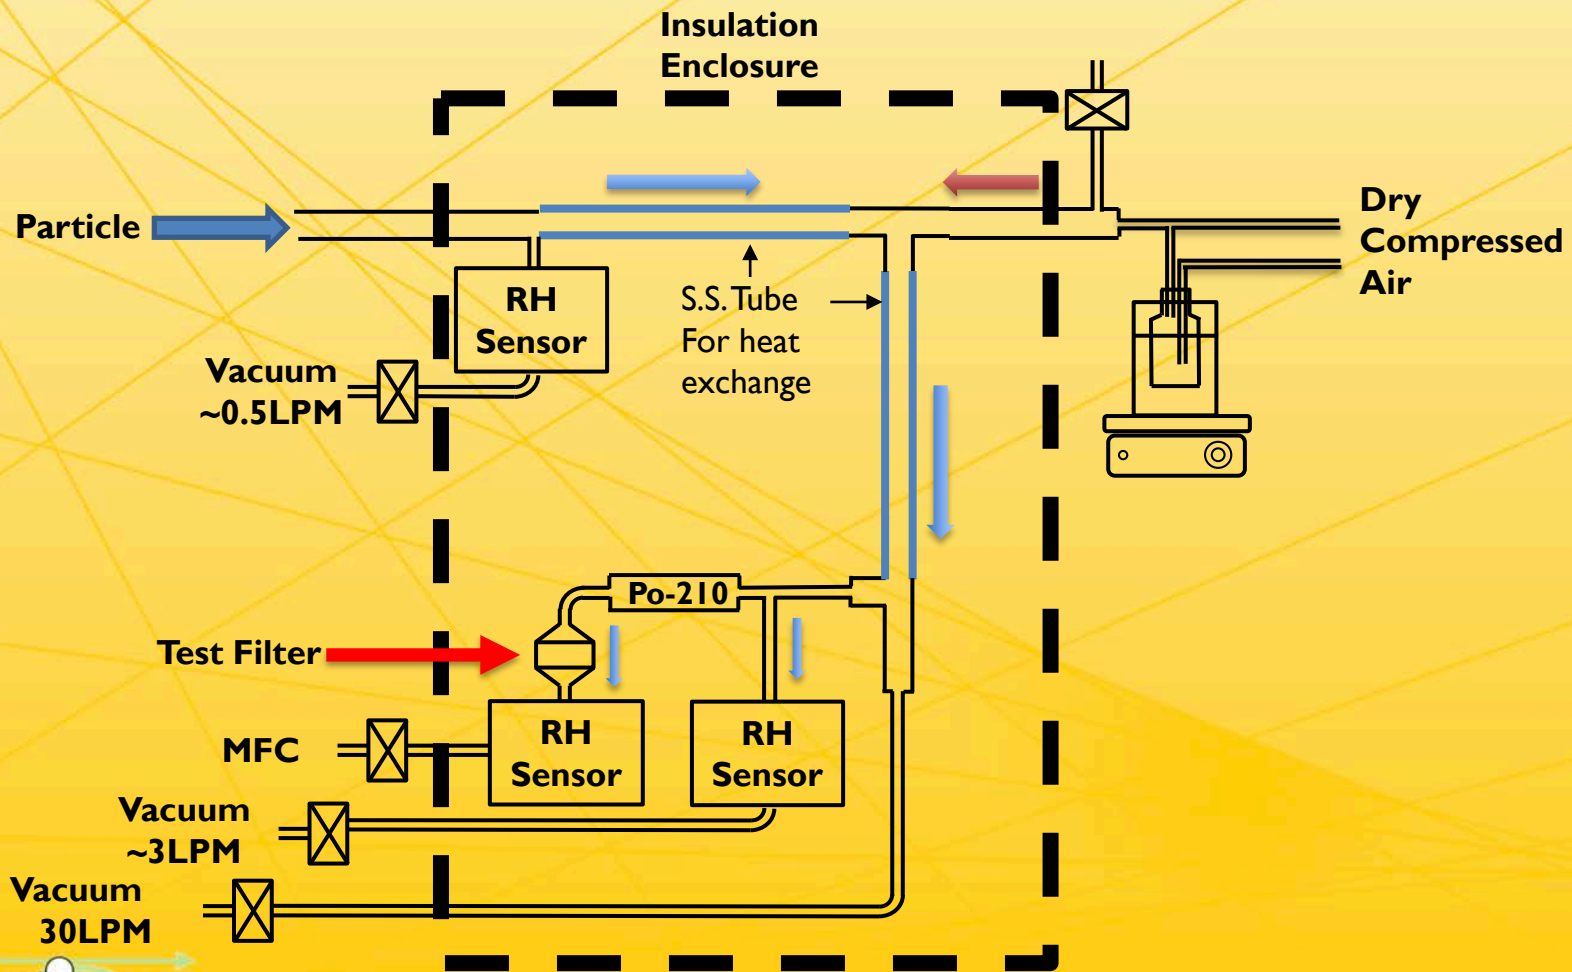 Insulation
Enclosure
Particle
Dry
Compressed
Air
RH
Sensor
S.S. Tube
For heat
exchange
Vacuum
~0.5LPM
Po-210
Test Filter
RH
Sensor
RH
Sensor
MFC
Vacuum
~3LPM
Vacuum
30LPM